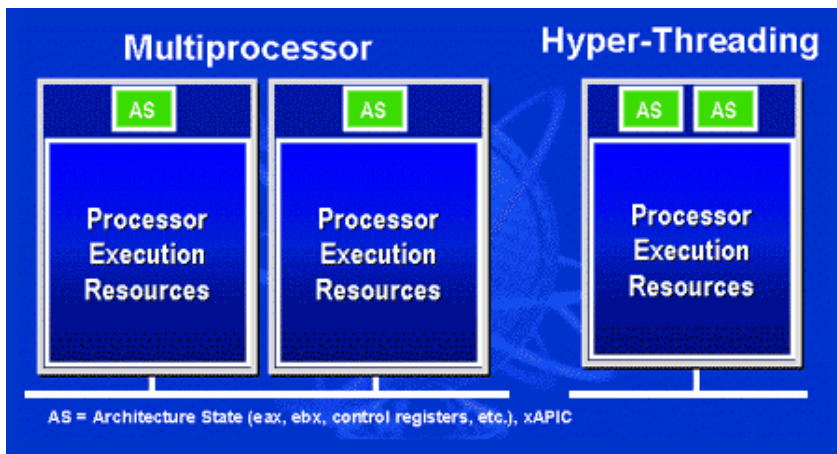 Multiprocessor
Hyper-Threading
AS
AS
AS
AS
Processor
Execution
Resources
Processor
Execution
Resources
Processor
Execution
Resources
AS = Architecture State (eax, ebx, control registers, etc.), xAPIC